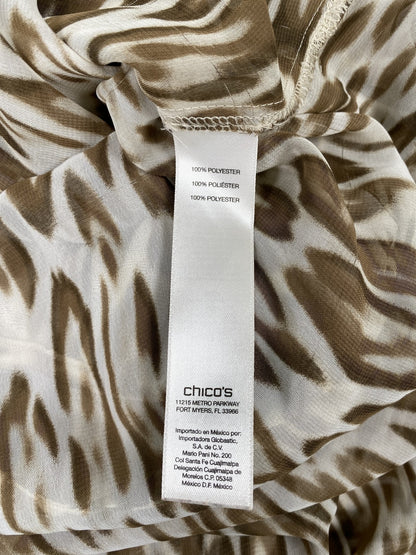 100% POLYESTER
100% POLIÉSTER
100% POLYESTER
chico's
11215 METRO PARKWAY
FORT MYERS, FL 33966
Importado en México por:
Importadora Globastic,
S.A. de C.V.
Mario Pani No. 200
Col Santa Fe Cuajimalpa
Delegación Cuajimalpa de
Morelos C.P. 05348
México D.F. México